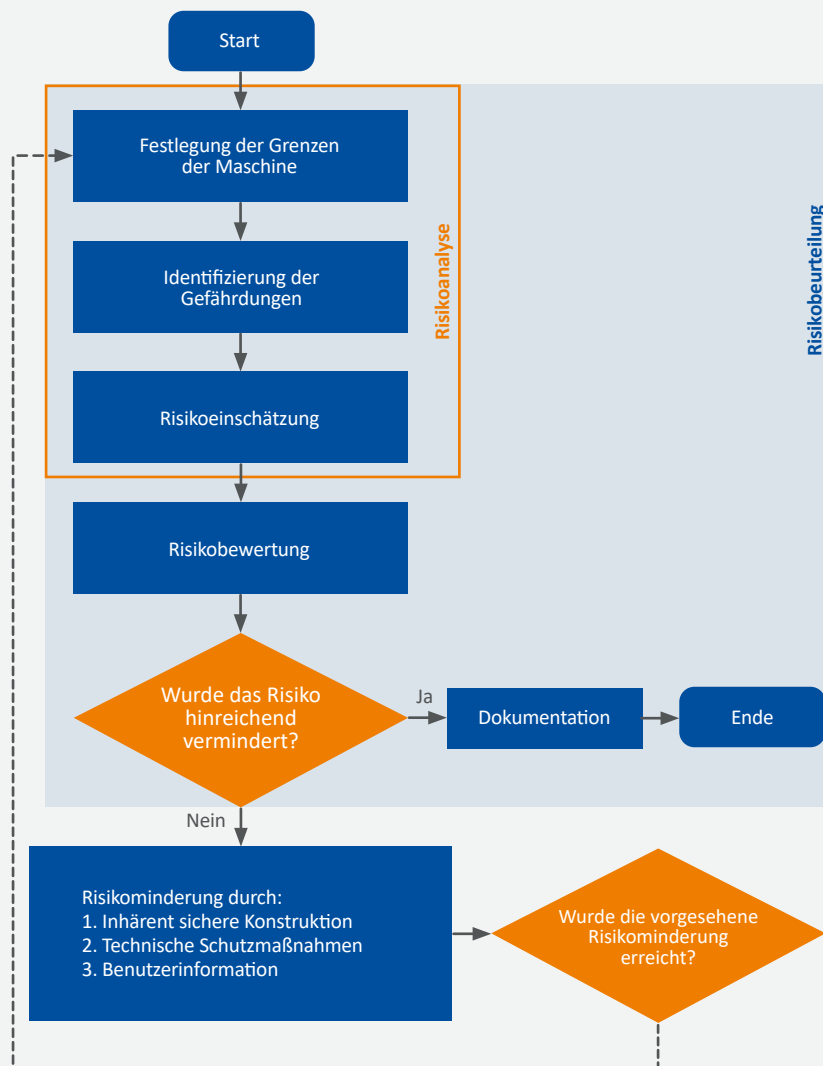 Start
Festlegung der Grenzen
der Maschine
Identifizierung der
Gefährdungen
Risikoeinschätzung
Risikoanalyse
Risikobeurteilung
Risikobewertung
Wurde das Risiko
hinreichend
vermindert?
Ja
Dokumentation
Ende
Nein
Risikominderung durch:
1. Inhärent sichere Konstruktion
2. Technische Schutzmaßnahmen
3. Benutzerinformation
Wurde die vorgesehene
Risikominderung
erreicht?